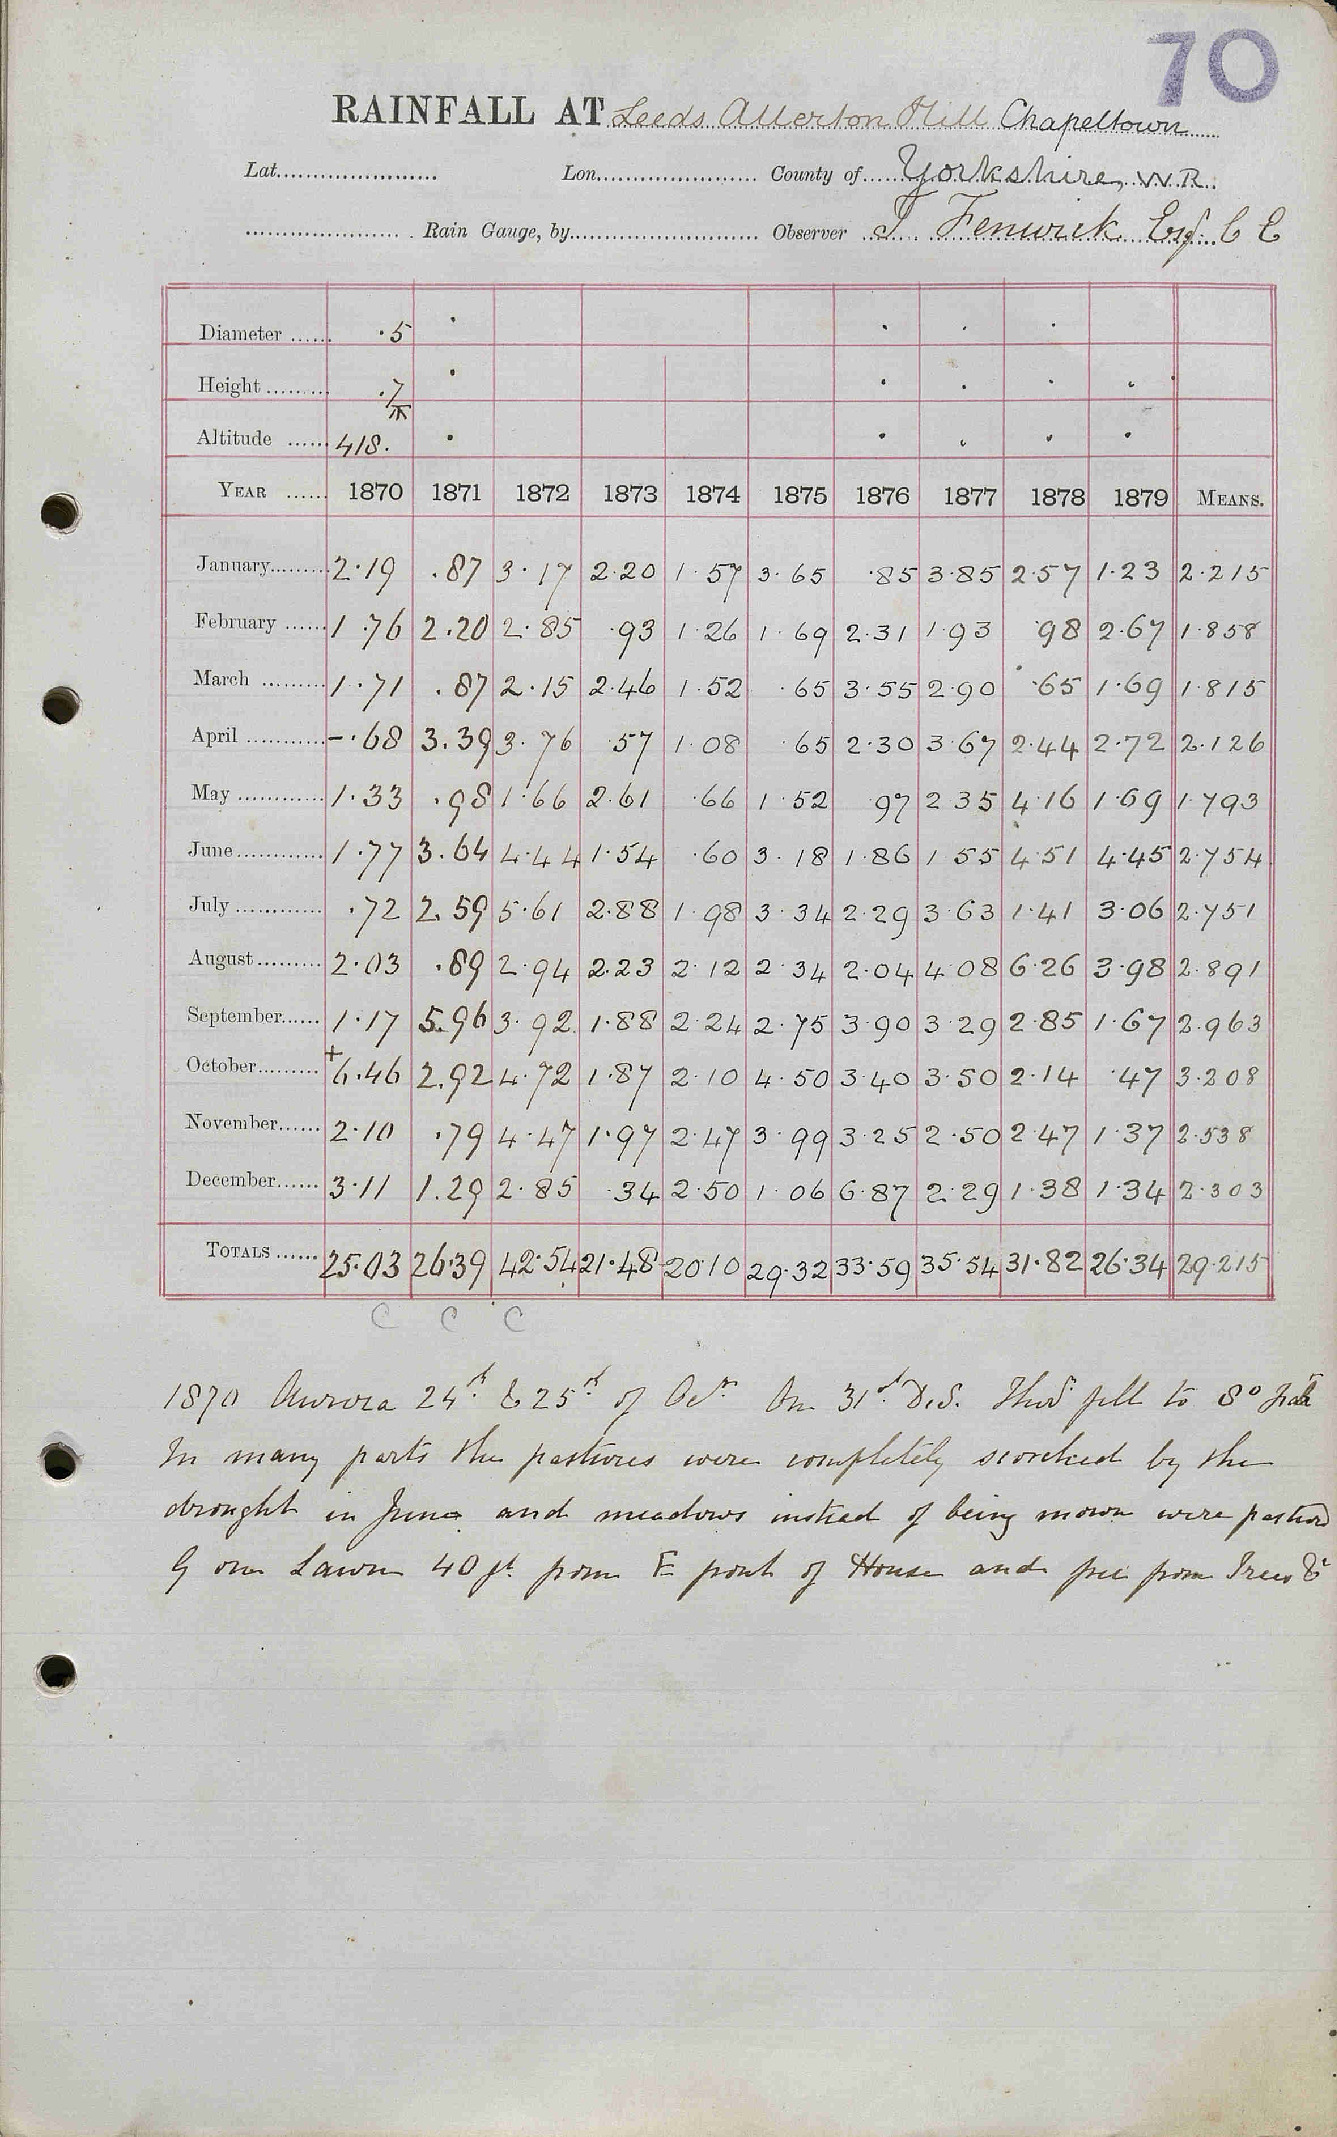 70
RAINFALL AT Leeds Allerton Hill Chapeltown
Lat. Lon. County of Yorkshire, W.R.
Rain Gauge, by Observer T Fenwick Esq. C E
Diameter ...... ·5
Height ......... ·7
Altitude ...... 418.
YEAR ...... 1870 1871 1872 1873 1874 1875 1876 1877 1878 1879 MEANS.
January......... 2·19 .87 3·17 2·20 1·57 3·65 ·85 3·85 2·57 1·23 2·215
February ...... 1·76 2.20 2·85 ·93 1·26 1·69 2·31 1·93 ·98 2·67 1·858
March ......... 1·71 .87 2·15 2·46 1·52 ·65 3·55 2·90 ·65 1·69 1·815
April ............ -·68 3.39 3·76 ·57 1·08 ·65 2·30 3·67 2·44 2·72 2·126
May ............ 1·33 .98 1·66 2·61 ·66 1·52 ·97 2·35 4·16 1·69 1·793
June ............ 1·77 3.64 4·44 1·54 ·60 3·18 1·86 1·55 4·51 4·45 2·754
July ............ ·72 2.59 5·61 2·88 1·98 3·34 2·29 3·63 1·41 3·06 2·751
August ......... 2·03 .89 2·94 2·23 2·12 2·34 2·04 4·08 6·26 3·98 2·891
September...... 1·17 5.96 3·92 1·88 2·24 2·75 3·90 3·29 2·85 1·67 2·963
October ......... +6·46 2.92 4·72 1·87 2·10 4·50 3·40 3·50 2·14 ·47 3·208
November...... 2·10 .79 4·47 1·97 2·47 3·99 3·25 2·50 2·47 1·37 2·538
December...... 3·11 1.29 2·85 ·34 2·50 1·06 6·87 2·29 1·38 1·34 2·303
TOTALS ...... 25·03 26·39 42·54 21·48 20·10 29·32 33·59 35·54 31·82 26·34 29·215
C C C
1870 Aurora 24th & 25th of Oct. On 31st D.S. Ther fell to 8°
In many parts the pastures were completely scorched by the
drought in June and meadows instead of being mown were pastured
G on Lawn 40 ft. from E front of House and free from Trees &c